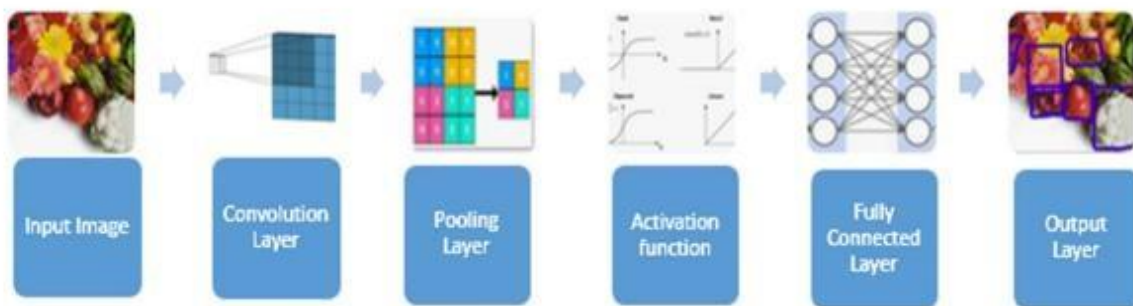 Input Image
Convolution
Layer
Pooling
Layer
Activation
function
Fully
Connected
Layer
Output
Layer